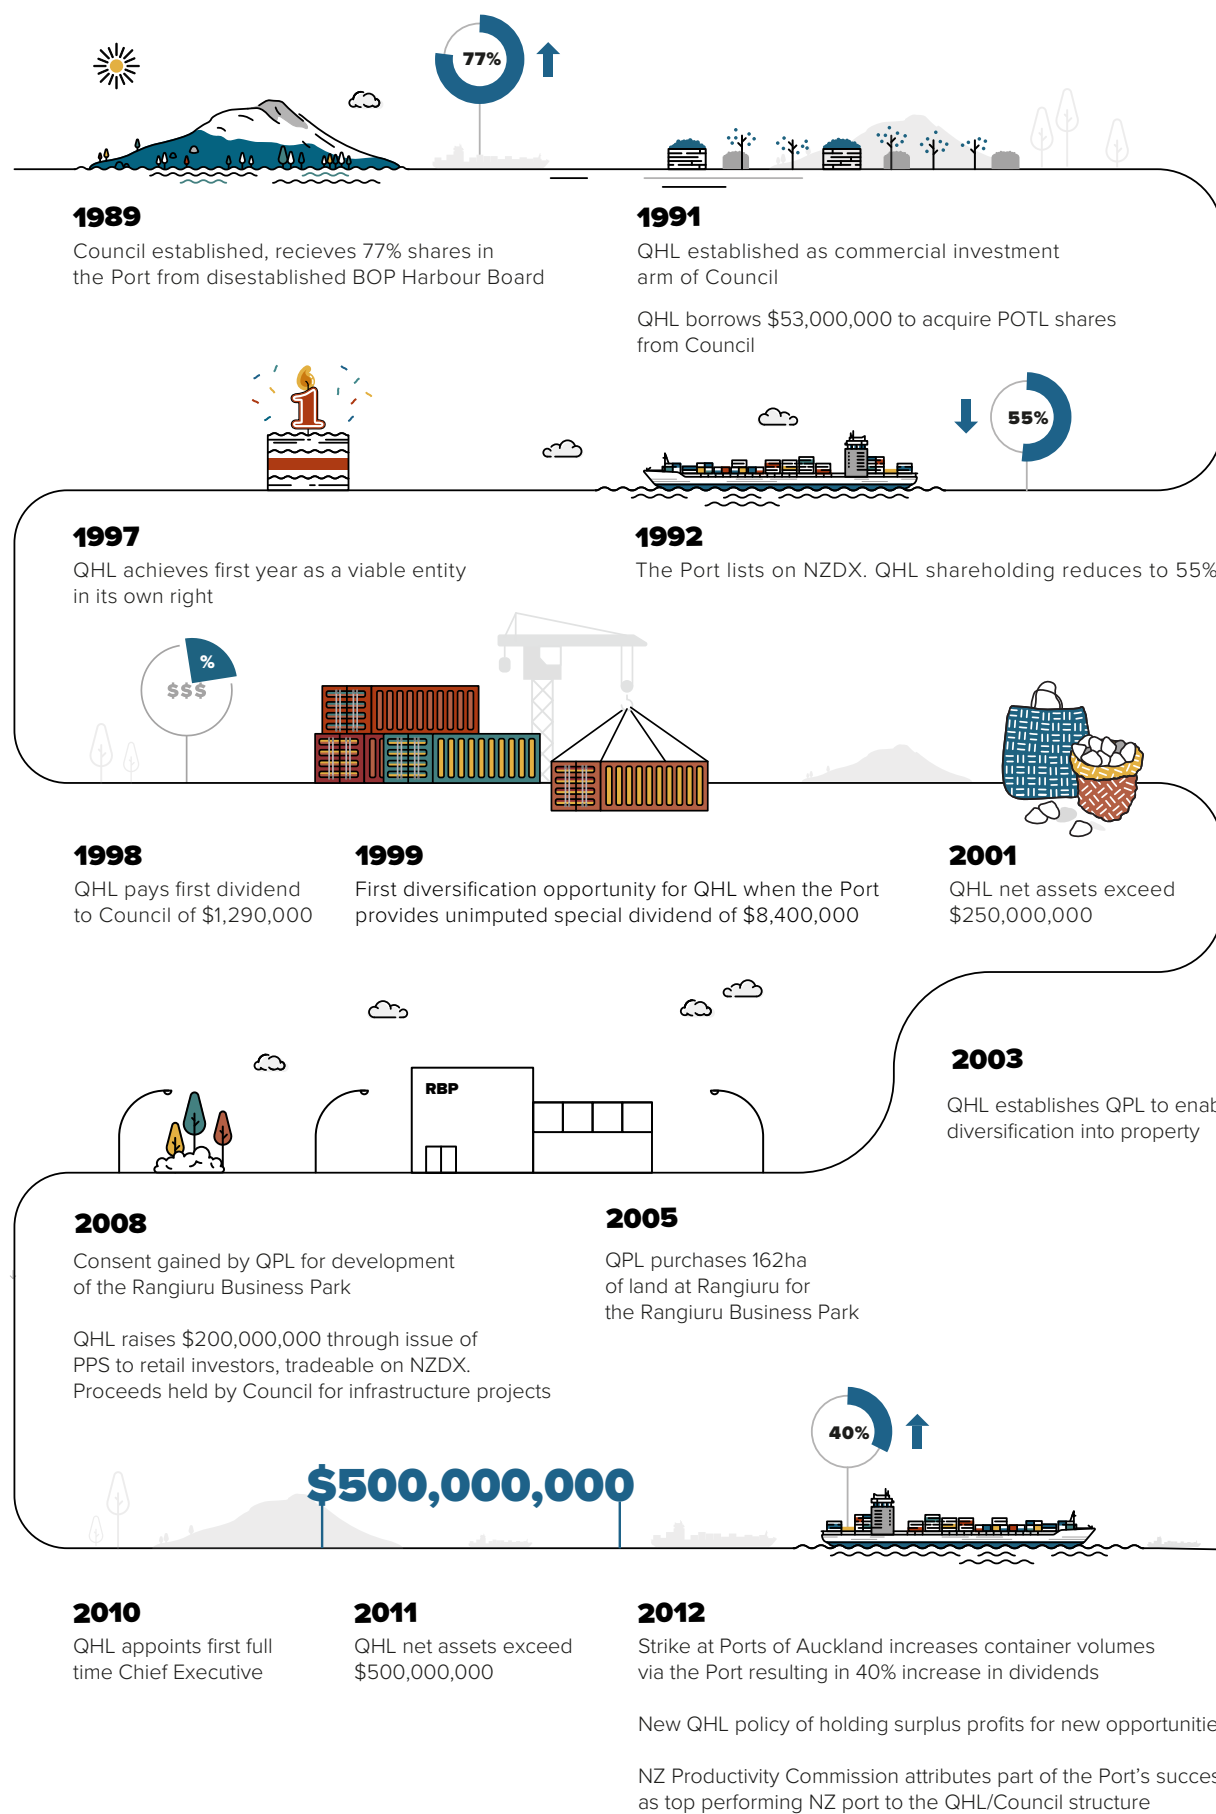 77%
1989
Council established, recieves 77% shares in
the Port from disestablished BOP Harbour Board
1991
QHL established as commercial investment
arm of Council
QHL borrows $53,000,000 to acquire POTL shares
from Council
1
55%
1997
QHL achieves first year as a viable entity
in its own right
1992
The Port lists on NZDX. QHL shareholding reduces to 55%
%
$$$
1998
QHL pays first dividend
to Council of $1,290,000
1999
First diversification opportunity for QHL when the Port
provides unimputed special dividend of $8,400,000
2001
QHL net assets exceed
$250,000,000
2003
QHL establishes QPL to
diversification into property
RBP
2008
Consent gained by QPL for development
of the Rangiuru Business Park
QHL raises $200,000,000 through issue of
PPS to retail investors, tradeable on NZDX.
Proceeds held by Council for infrastructure projects
2005
QPL purchases 162ha
of land at Rangiuru for
the Rangiuru Business Park
40%
$500,000,000
2010
QHL appoints first full
time Chief Executive
2011
QHL net assets exceed
$500,000,000
2012
Strike at Ports of Auckland increases container volumes
via the Port resulting in 40% increase in dividends
New QHL policy of holding surplus profits for new
NZ Productivity Commission attributes part of the Port's
as top performing NZ port to the QHL/Council structure